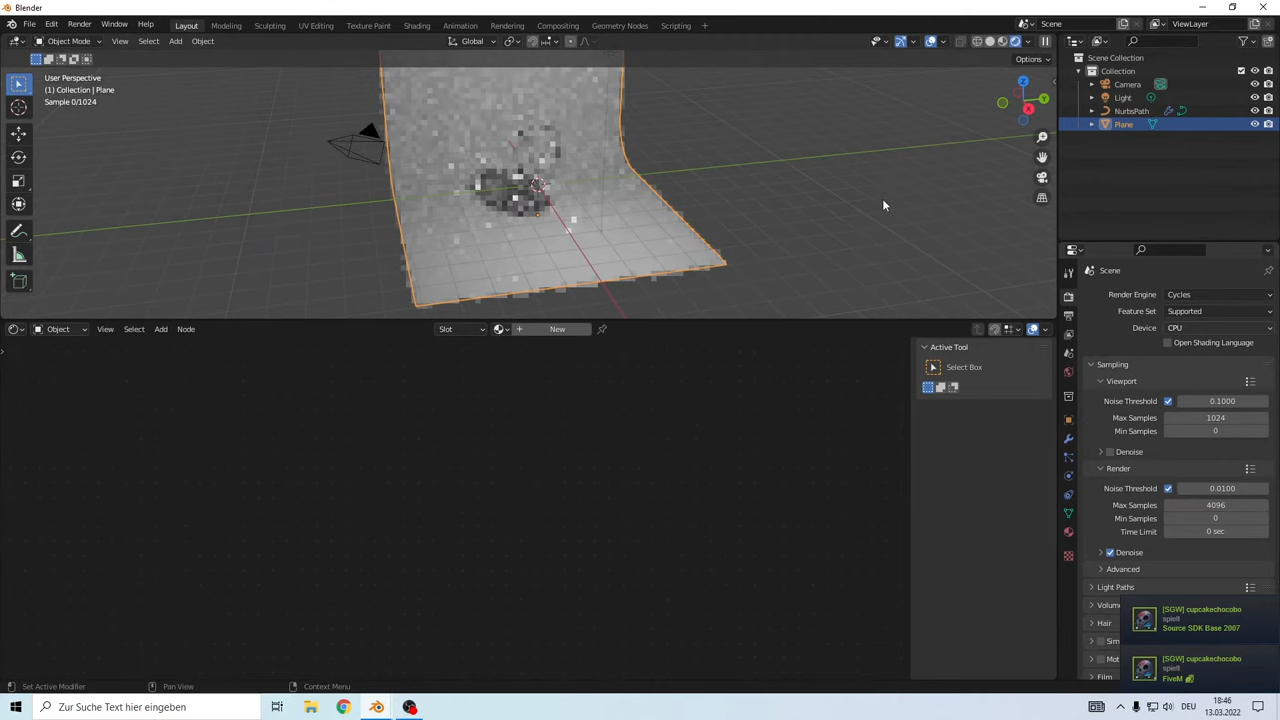 Blender
File Edit Render Window Help Layout Modeling Sculpting UV Editing Texture Paint Shading Animation Rendering Compositing Geometry Nodes Scripting + Scene ViewLayer
Object Mode View Select Add Object Global
Options
User Perspective
(1) Collection | Plane
Sample 0/1024
Scene Collection
Collection
Camera
Light
NurbsPath
Plane
Object View Select Add Node Slot New
Active Tool
Select Box
Scene
Render Engine Cycles
Feature Set Supported
Device CPU
Open Shading Language
Sampling
Viewport
Noise Threshold 0.1000
Max Samples 1024
Min Samples 0
Denoise
Render
Noise Threshold 0.0100
Max Samples 4096
Min Samples 0
Time Limit 0 sec
Denoise
Advanced
Light Paths
Volu
Hair
Sim
Mot
Film
[SGW] cupcakechocobo
spielt
Source SDK Base 2007
[SGW] cupcakechocobo
spielt
FiveM
Set Active Modifier Pan View Context Menu
Zur Suche Text hier eingeben
DEU
18:46
13.03.2022